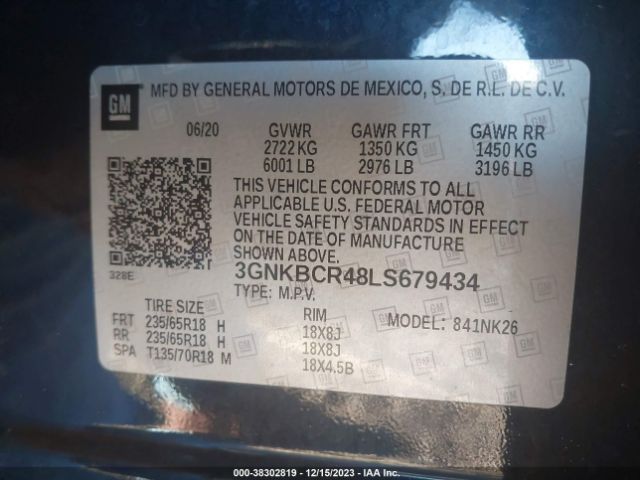 GM MFD BY GENERAL MOTORS DE MEXICO, S. DE R.L. DE C.V.
06/20 GVWR GAWR FRT GAWR RR
2722 KG 1350 KG 1450 KG
6001 LB 2976 LB 3196 LB
THIS VEHICLE CONFORMS TO ALL
APPLICABLE U.S. FEDERAL MOTOR
VEHICLE SAFETY STANDARDS IN EFFECT
ON THE DATE OF MANUFACTURE
SHOWN ABOVE.
328E 3GNKBCR48LS679434
TYPE: M.P.V.
TIRE SIZE RIM MODEL: 841NK26
FRT 235/65R18 H 18X8J
RR 235/65R18 H 18X8J
SPA T135/70R18 M 18X4.5B
000-38302819 - 12/15/2023 - IAA Inc.